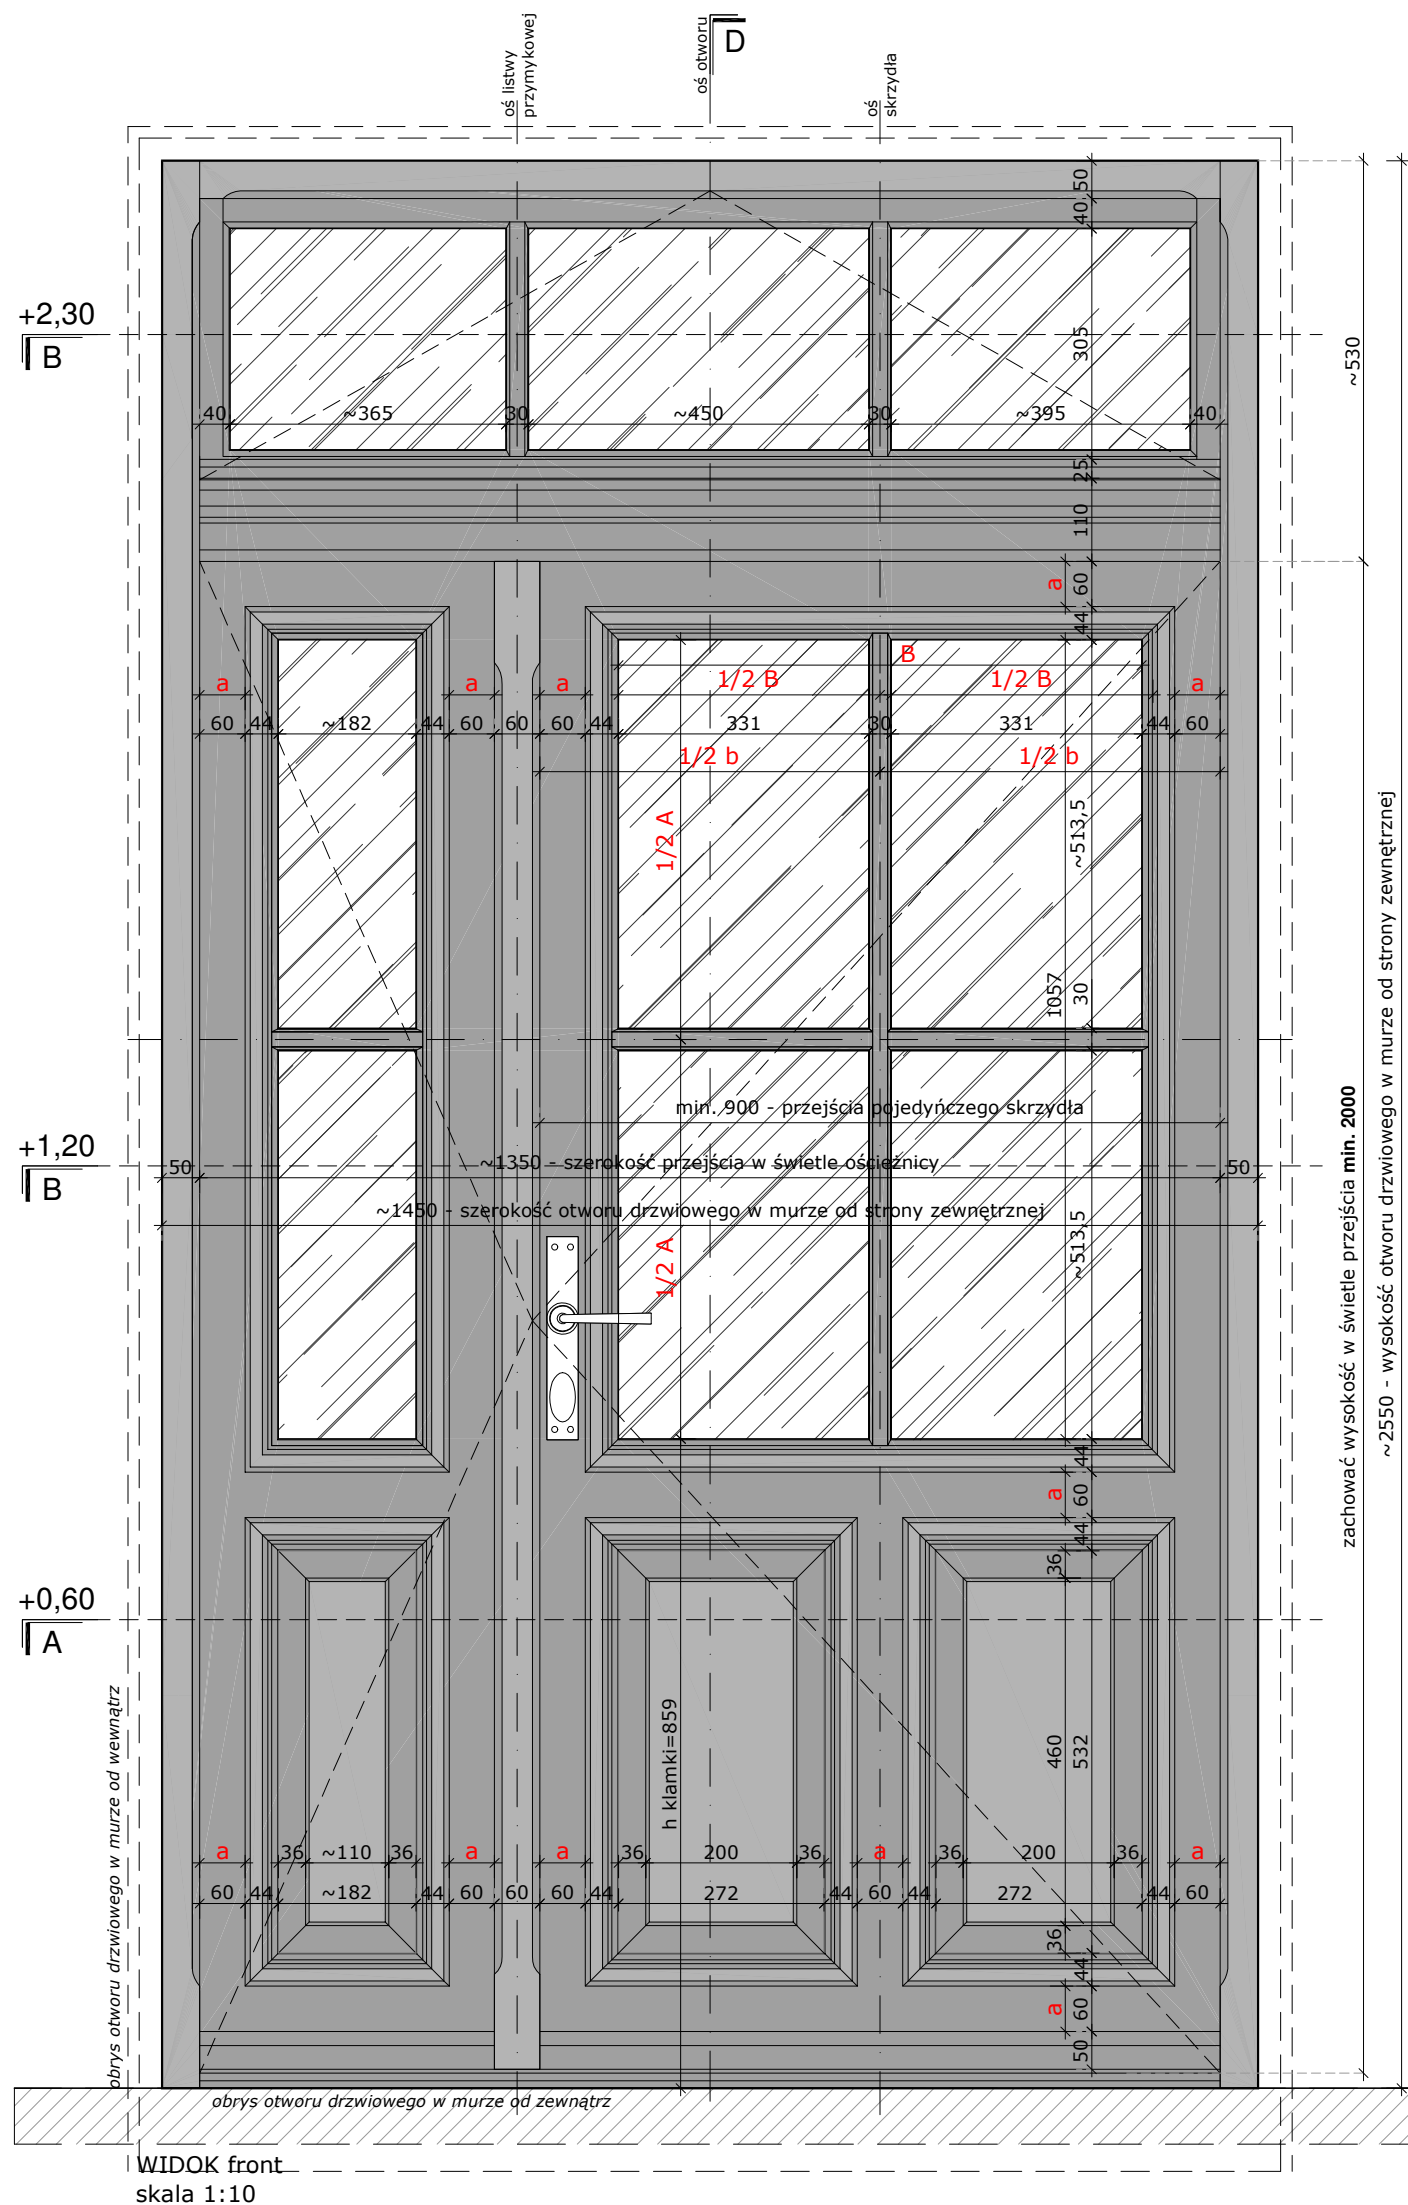 oś listwy
przymykowej
oś otworu
D
oś
skrzydła
50
40
+2,30
B
305
~530
40
~365
30
~450
30
~395
40
25
110
a
60
44
B
a
a
a
1/2 B
1/2 B
a
60
44
~182
44
60
60
60
44
331
30
331
44
60
1/2 b
1/2 b
1/2 A
~513,5
1057
30
min. 900 - przejścia pojedyńczego skrzydła
+1,20
B
50
~1350 - szerokość przejścia w świetle ościeżnicy
50
~1450 - szerokość otworu drzwiowego w murze od strony zewnętrznej
1/2 A
~513,5
zachować wysokość w świetle przejścia min. 2000
~2550 - wysokość otworu drzwiowego w murze od strony zewnętrznej
44
a
60
44
36
+0,60
A
h klamki=859
460
532
a
36
~110
36
a
a
36
200
36
a
36
200
36
a
60
44
~182
44
60
60
60
44
272
44
60
44
272
44
60
36
44
a
60
50
obrys otworu drzwiowego w murze od wewnątrz
obrys otworu drzwiowego w murze od zewnątrz
WIDOK front
skala 1:10